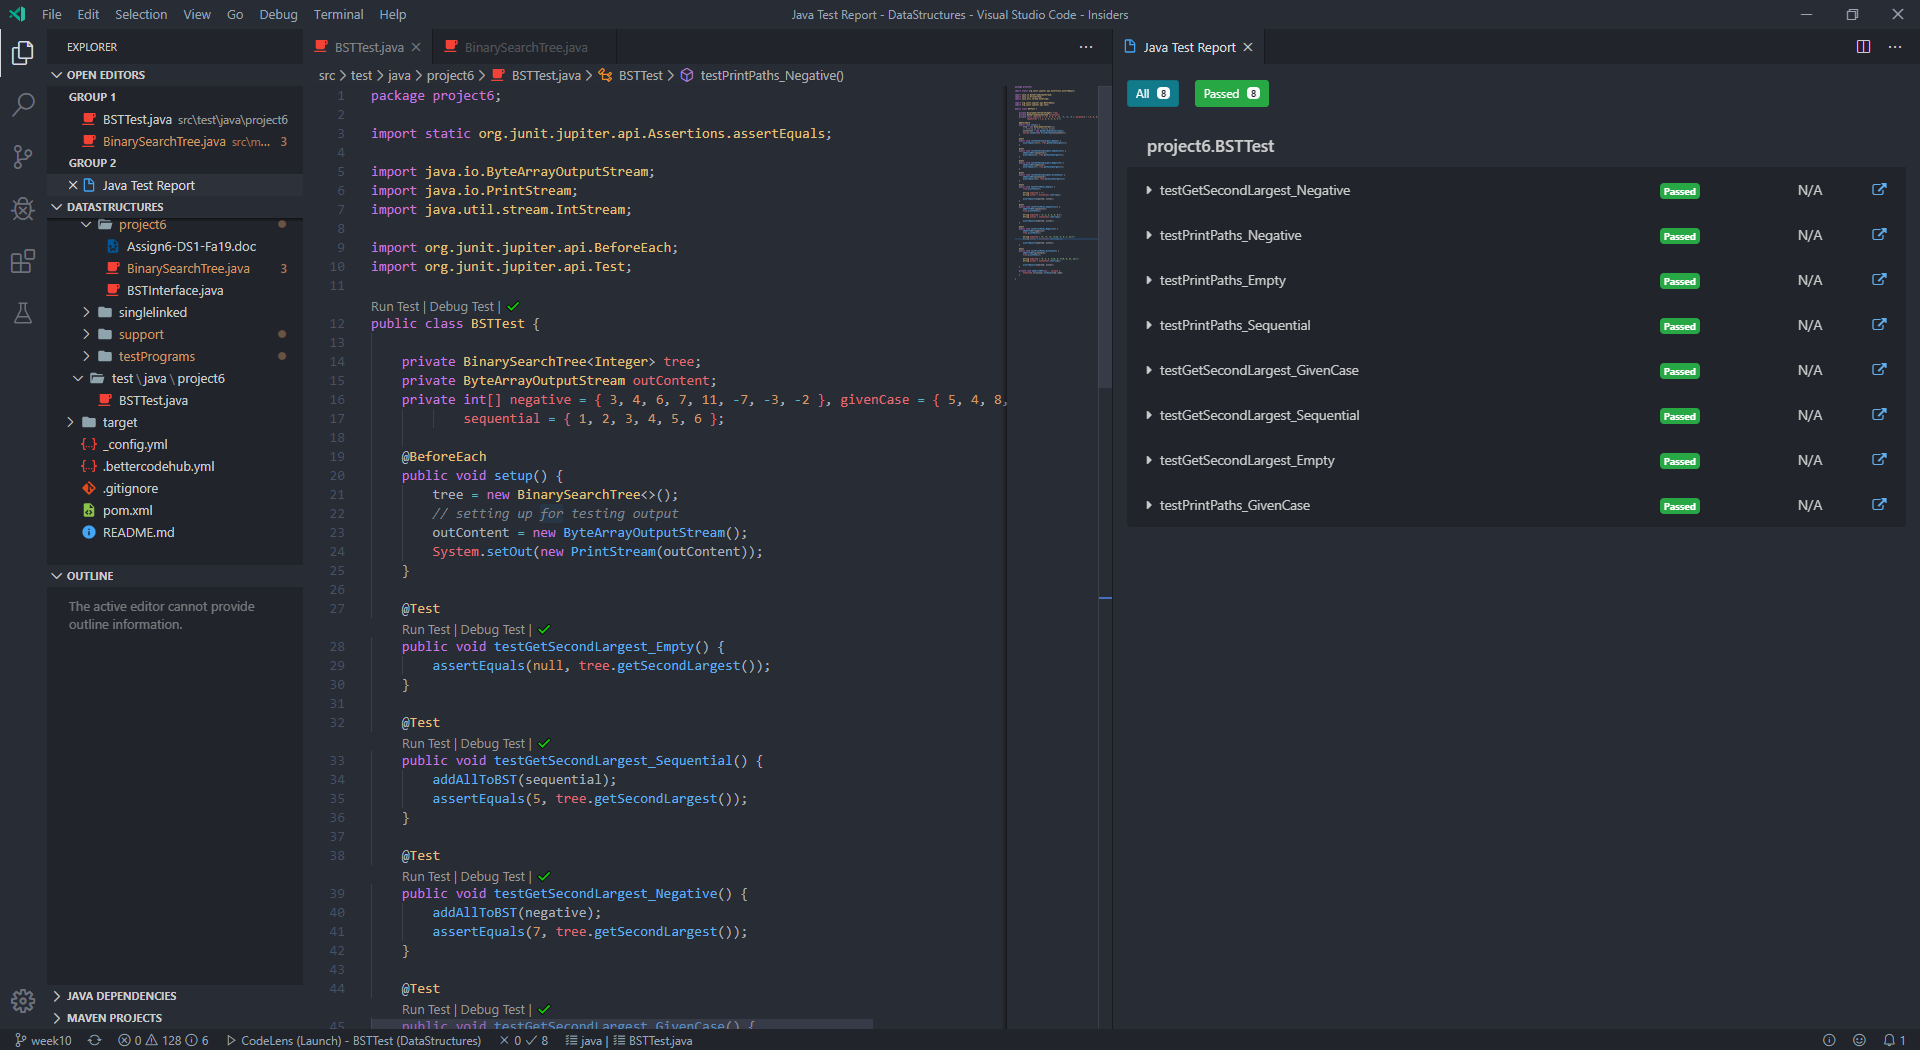 File Edit Selection View Go Debug Terminal Help
Java Test Report - DataStructures - Visual Studio Code - Insiders
EXPLORER
OPEN EDITORS
GROUP 1
BSTTest.java src\test\java\project6
BinarySearchTree.java src\m... 3
GROUP 2
Java Test Report
DATASTRUCTURES
project6
Assign6-DS1-Fa19.doc
BinarySearchTree.java 3
BSTInterface.java
singlelinked
support
testPrograms
test \ java \ project6
BSTTest.java
target
_config.yml
.bettercodehub.yml
.gitignore
pom.xml
README.md
OUTLINE
The active editor cannot provide
outline information.
JAVA DEPENDENCIES
MAVEN PROJECTS
BSTTest.java BinarySearchTree.java
src > test > java > project6 > BSTTest.java > BSTTest > testPrintPaths_Negative()
1 package project6;
2
3 import static org.junit.jupiter.api.Assertions.assertEquals;
4
5 import java.io.ByteArrayOutputStream;
6 import java.io.PrintStream;
7 import java.util.stream.IntStream;
8
9 import org.junit.jupiter.api.BeforeEach;
10 import org.junit.jupiter.api.Test;
11
Run Test | Debug Test | ✓
12 public class BSTTest {
13
14 private BinarySearchTree<Integer> tree;
15 private ByteArrayOutputStream outContent;
16 private int[] negative = { 3, 4, 6, 7, 11, -7, -3, -2 }, givenCase = { 5, 4, 8,
17 sequential = { 1, 2, 3, 4, 5, 6 };
18
19 @BeforeEach
20 public void setup() {
21 tree = new BinarySearchTree<>();
22 // setting up for testing output
23 outContent = new ByteArrayOutputStream();
24 System.setOut(new PrintStream(outContent));
25 }
26
27 @Test
Run Test | Debug Test | ✓
28 public void testGetSecondLargest_Empty() {
29 assertEquals(null, tree.getSecondLargest());
30 }
31
32 @Test
Run Test | Debug Test | ✓
33 public void testGetSecondLargest_Sequential() {
34 addAllToBST(sequential);
35 assertEquals(5, tree.getSecondLargest());
36 }
37
38 @Test
Run Test | Debug Test | ✓
39 public void testGetSecondLargest_Negative() {
40 addAllToBST(negative);
41 assertEquals(7, tree.getSecondLargest());
42 }
43
44 @Test
Run Test | Debug Test | ✓
45 public void testGetSecondLargest_GivenCase() {
Java Test Report
All 8 Passed 8
project6.BSTTest
testGetSecondLargest_Negative Passed N/A
testPrintPaths_Negative Passed N/A
testPrintPaths_Empty Passed N/A
testPrintPaths_Sequential Passed N/A
testGetSecondLargest_GivenCase Passed N/A
testGetSecondLargest_Sequential Passed N/A
testGetSecondLargest_Empty Passed N/A
testPrintPaths_GivenCase Passed N/A
week10 0 128 6 CodeLens (Launch) - BSTTest (DataStructures) 0 8 java | BSTTest.java 1